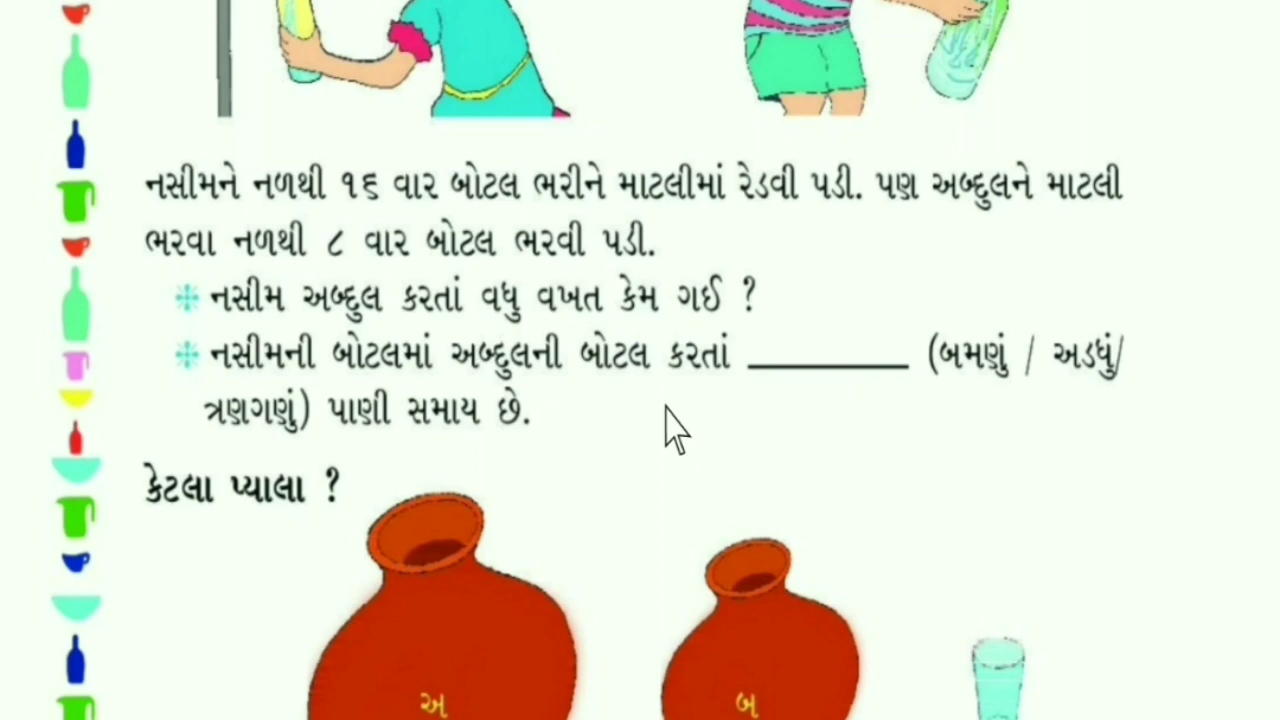 નસીમને નળથી ૧૬ વાર બોટલ ભરીને માટલીમાં રેડવી પડી. પણ અબ્દુલને માટલી
ભરવા નળથી ૮ વાર બોટલ ભરવી પડી.
નસીમ અબ્દુલ કરતાં વધુ વખત કેમ ગઈ ?
નસીમની બોટલમાં અબ્દુલની બોટલ કરતાં ________ (બમણું / અડધું/
ત્રણગણું) પાણી સમાય છે.
કેટલા પ્યાલા ?
અ બ